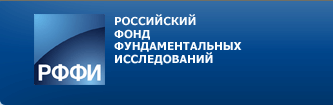 РОССИЙСКИЙ
ФОНД
ФУНДАМЕНТАЛЬНЫХ
ИССЛЕДОВАНИЙ
РФФИ